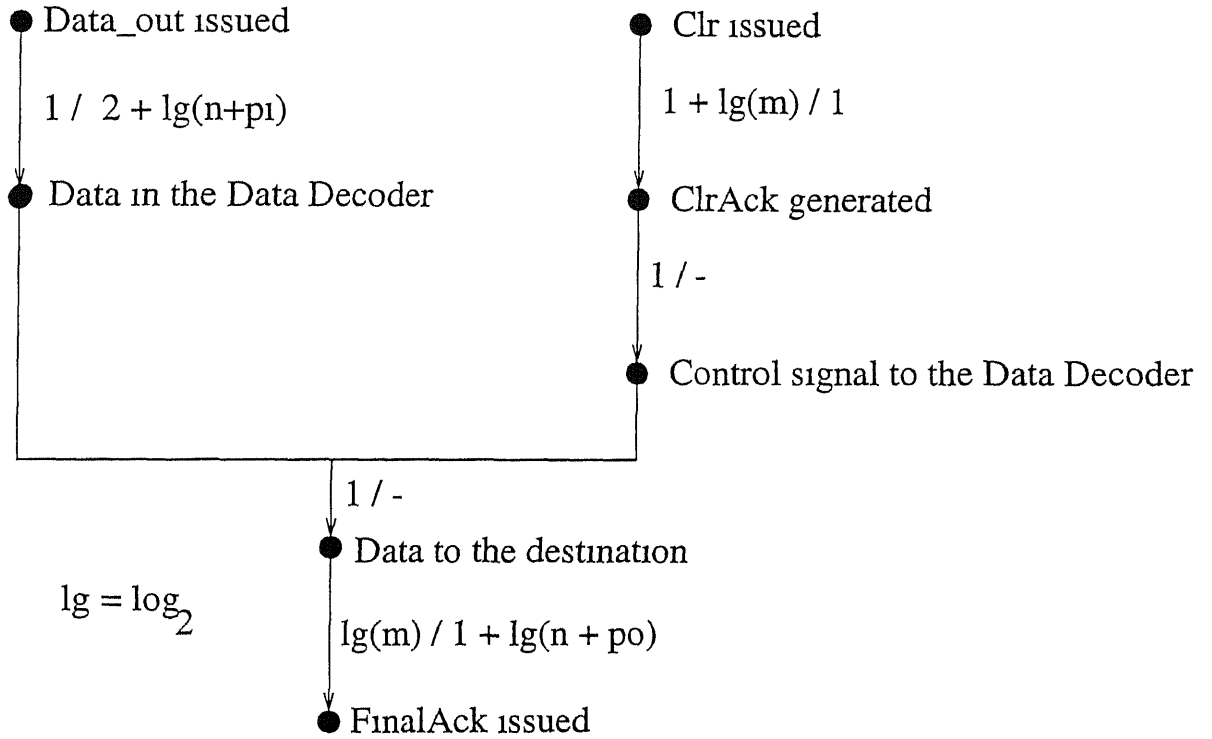 Data_out issued
1 / 2 + lg(n+pi)
Data in the Data Decoder
Clr issued
1 + lg(m) / 1
ClrAck generated
1 / -
Control signal to the Data Decoder
1 / -
Data to the destination
lg = log2
lg(m) / 1 + lg(n + po)
FinalAck issued